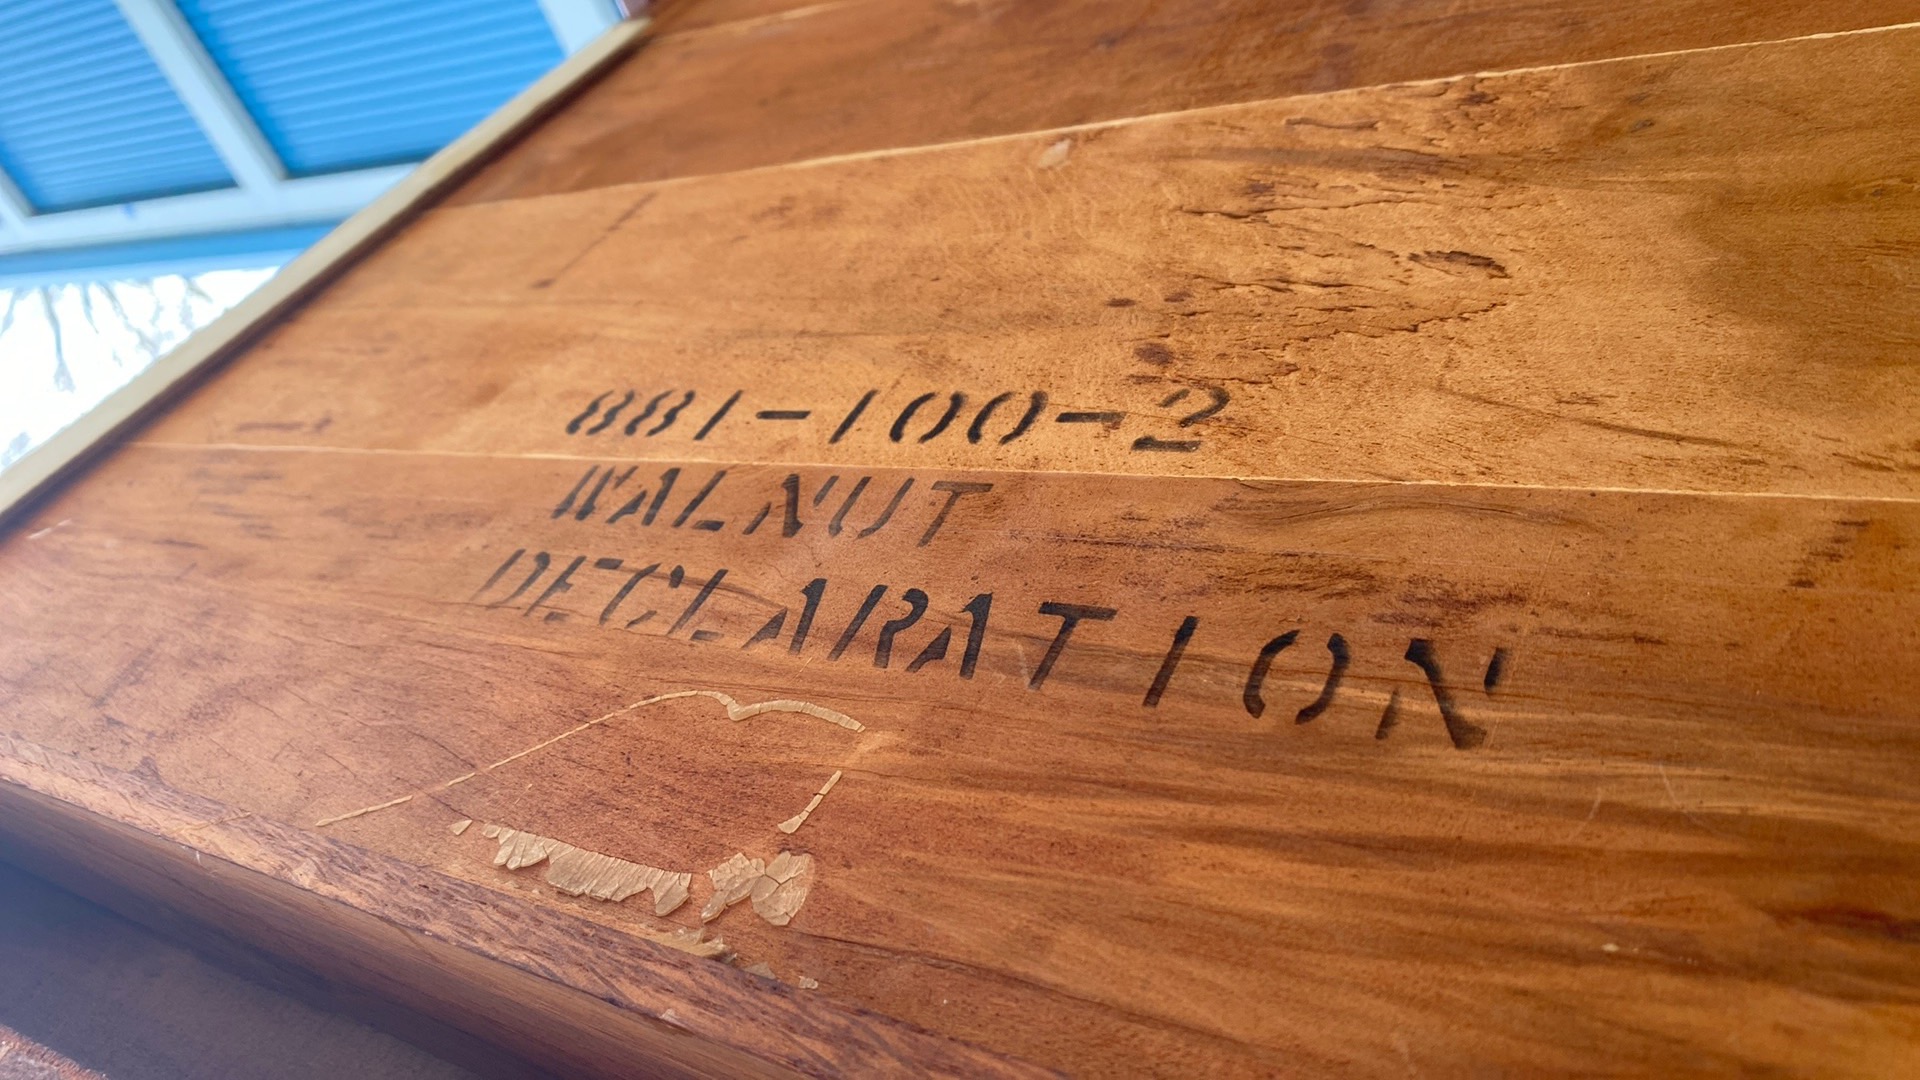 881-100-2
WALNUT
DECLARATION